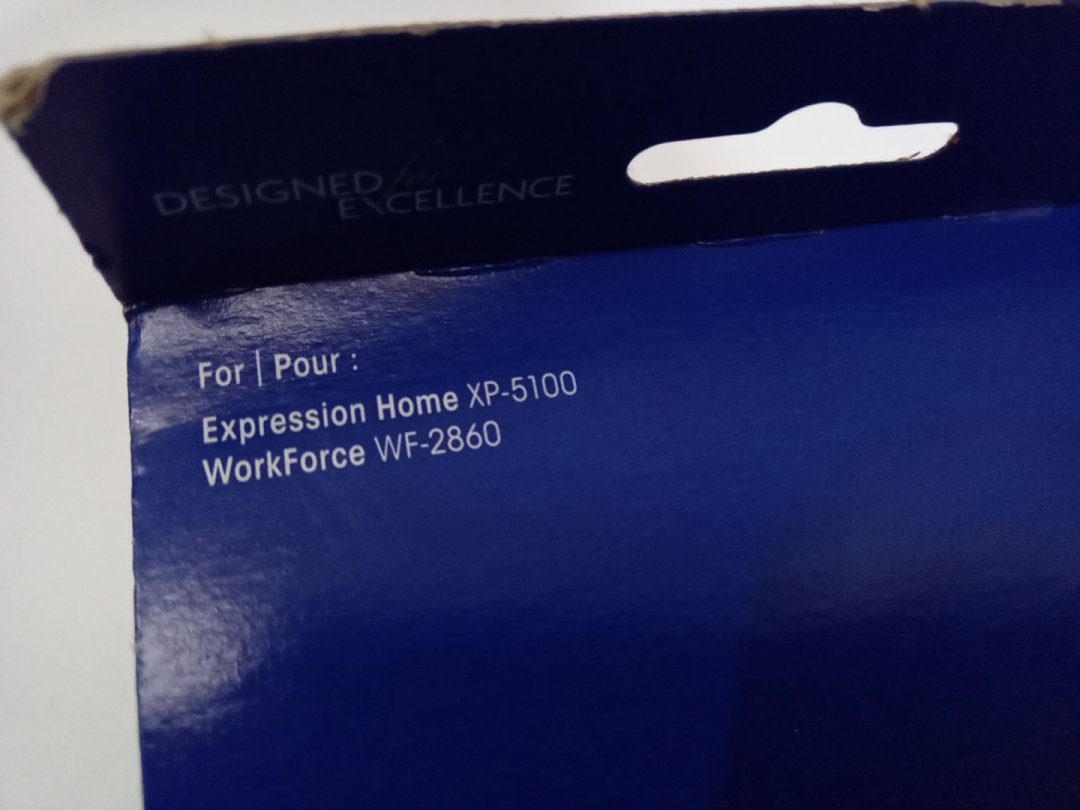 DESIGNED for
EXCELLENCE
For | Pour :
Expression Home XP-5100
WorkForce WF-2860